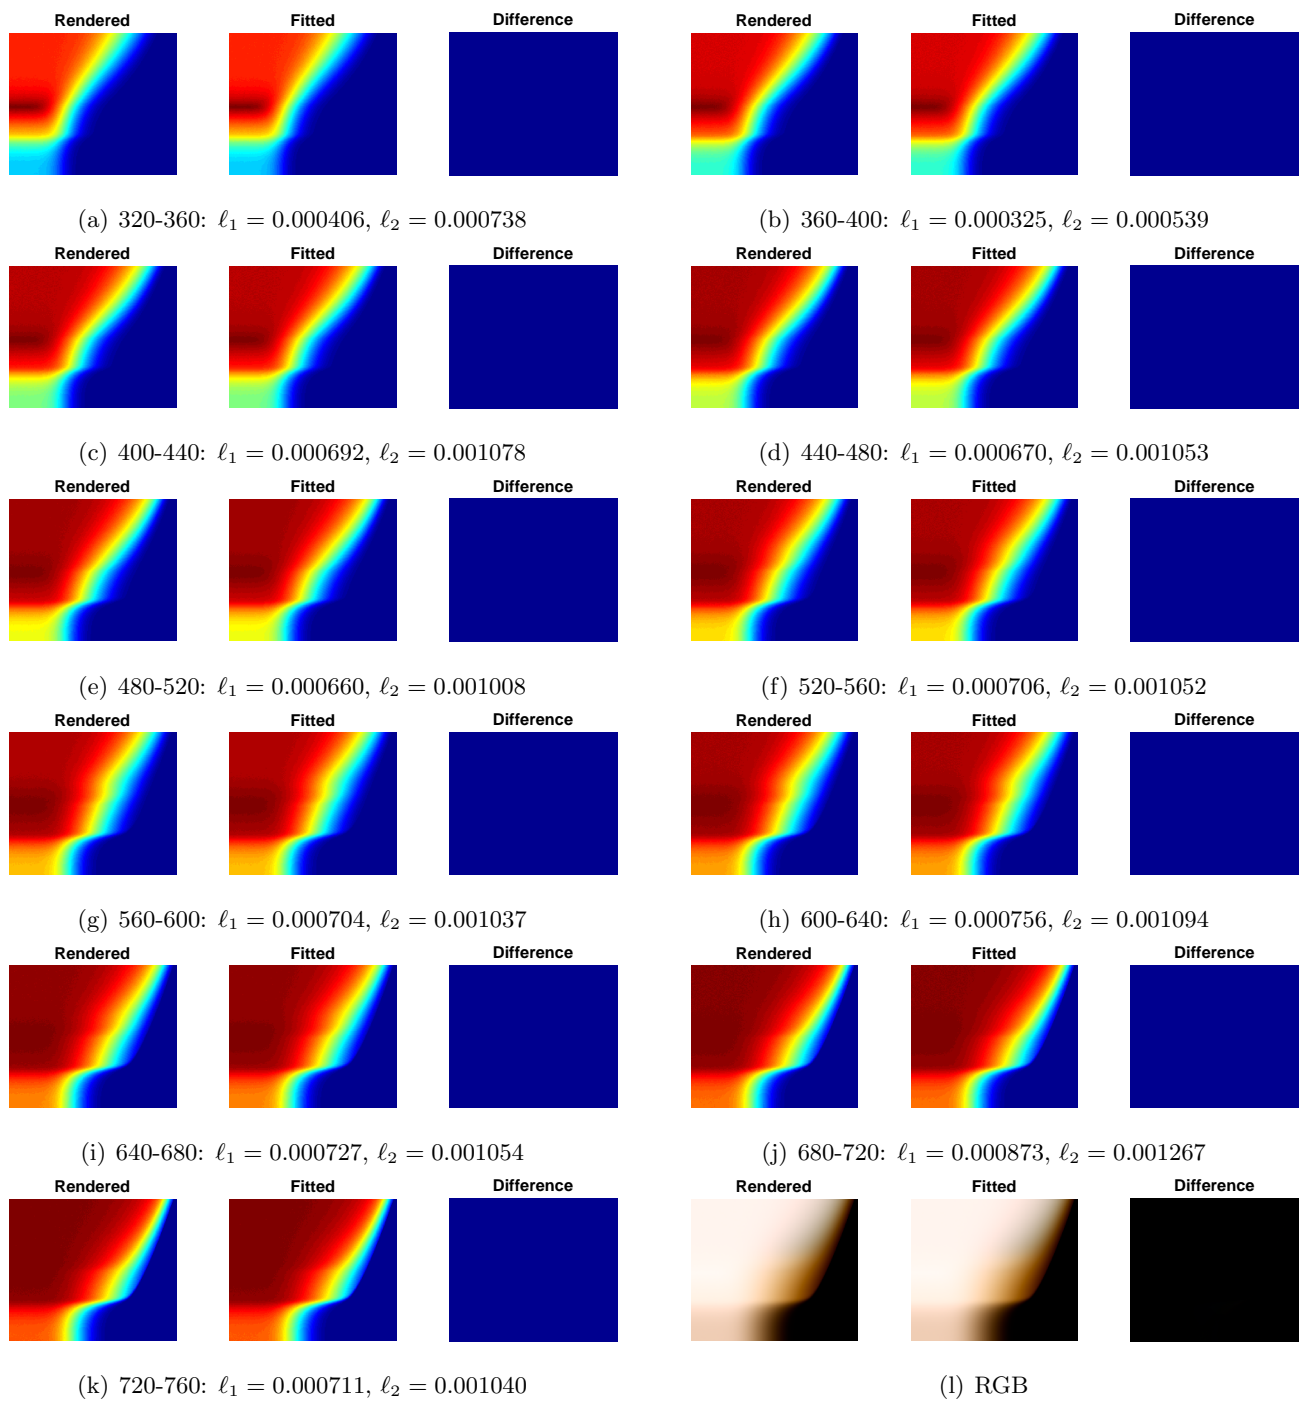 Rendered Fitted Difference Rendered Fitted Difference
(a) 320-360: ℓ1 = 0.000406, ℓ2 = 0.000738 (b) 360-400: ℓ1 = 0.000325, ℓ2 = 0.000539
Rendered Fitted Difference Rendered Fitted Difference
(c) 400-440: ℓ1 = 0.000692, ℓ2 = 0.001078 (d) 440-480: ℓ1 = 0.000670, ℓ2 = 0.001053
Rendered Fitted Difference Rendered Fitted Difference
(e) 480-520: ℓ1 = 0.000660, ℓ2 = 0.001008 (f) 520-560: ℓ1 = 0.000706, ℓ2 = 0.001052
Rendered Fitted Difference Rendered Fitted Difference
(g) 560-600: ℓ1 = 0.000704, ℓ2 = 0.001037 (h) 600-640: ℓ1 = 0.000756, ℓ2 = 0.001094
Rendered Fitted Difference Rendered Fitted Difference
(i) 640-680: ℓ1 = 0.000727, ℓ2 = 0.001054 (j) 680-720: ℓ1 = 0.000873, ℓ2 = 0.001267
Rendered Fitted Difference Rendered Fitted Difference
(k) 720-760: ℓ1 = 0.000711, ℓ2 = 0.001040 (l) RGB